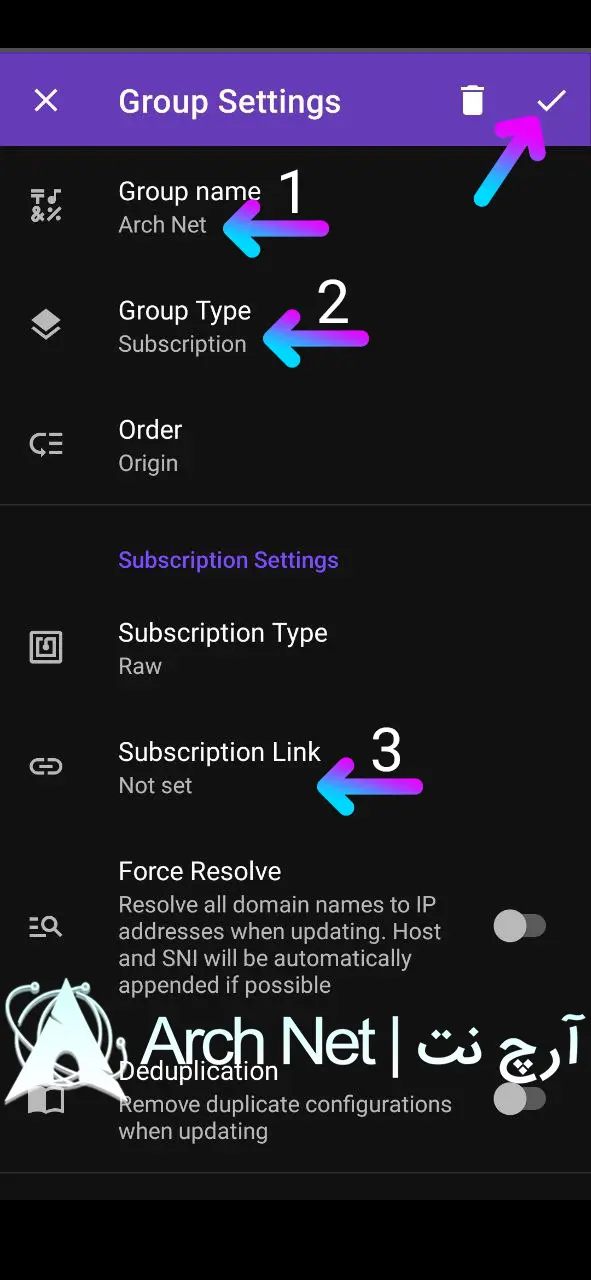 Group Settings
Group name 1
Arch Net
Group Type 2
Subscription
Order
Origin
Subscription Settings
Subscription Type
Raw
Subscription Link 3
Not set
Force Resolve
Resolve all domain names to IP
addresses when updating. Host
and SNI will be automatically
appended if possible
Arch Net | آرچ نت
Deduplication
Remove duplicate configurations
when updating